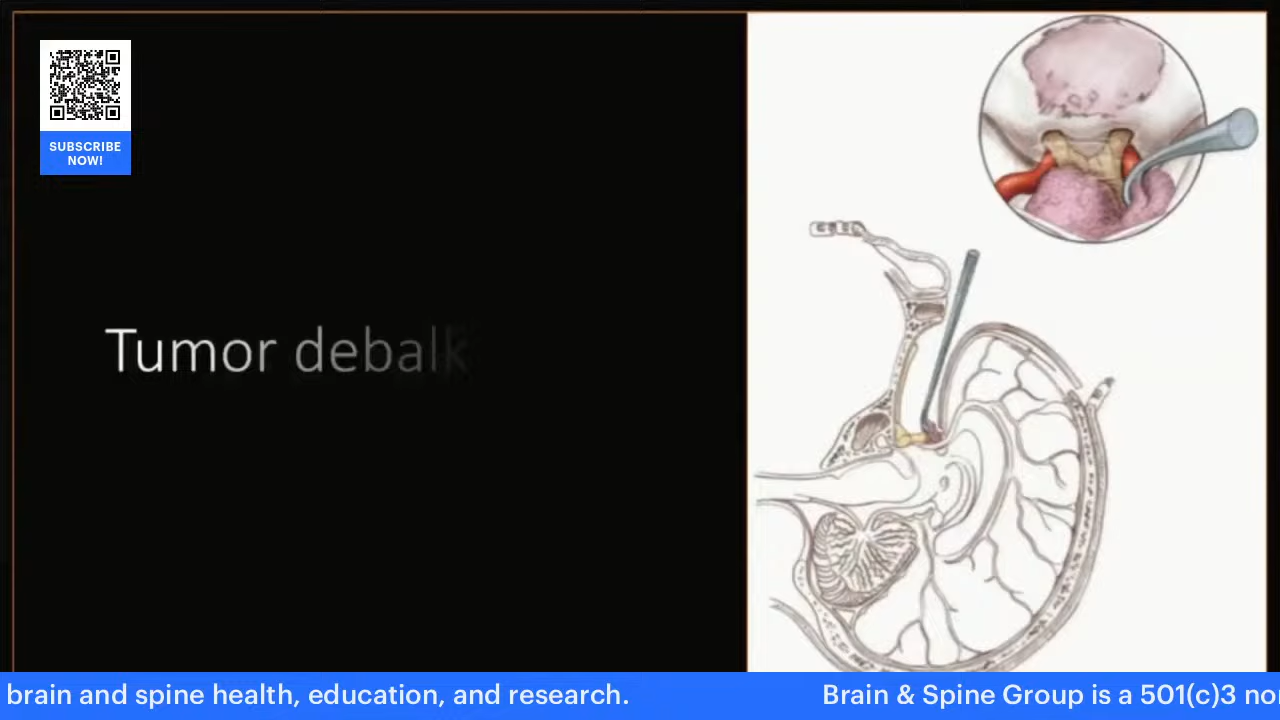 SUBSCRIBE
NOW!
Tumor debalk
brain and spine health, education, and research.
Brain & Spine Group is a 501(c)3 no